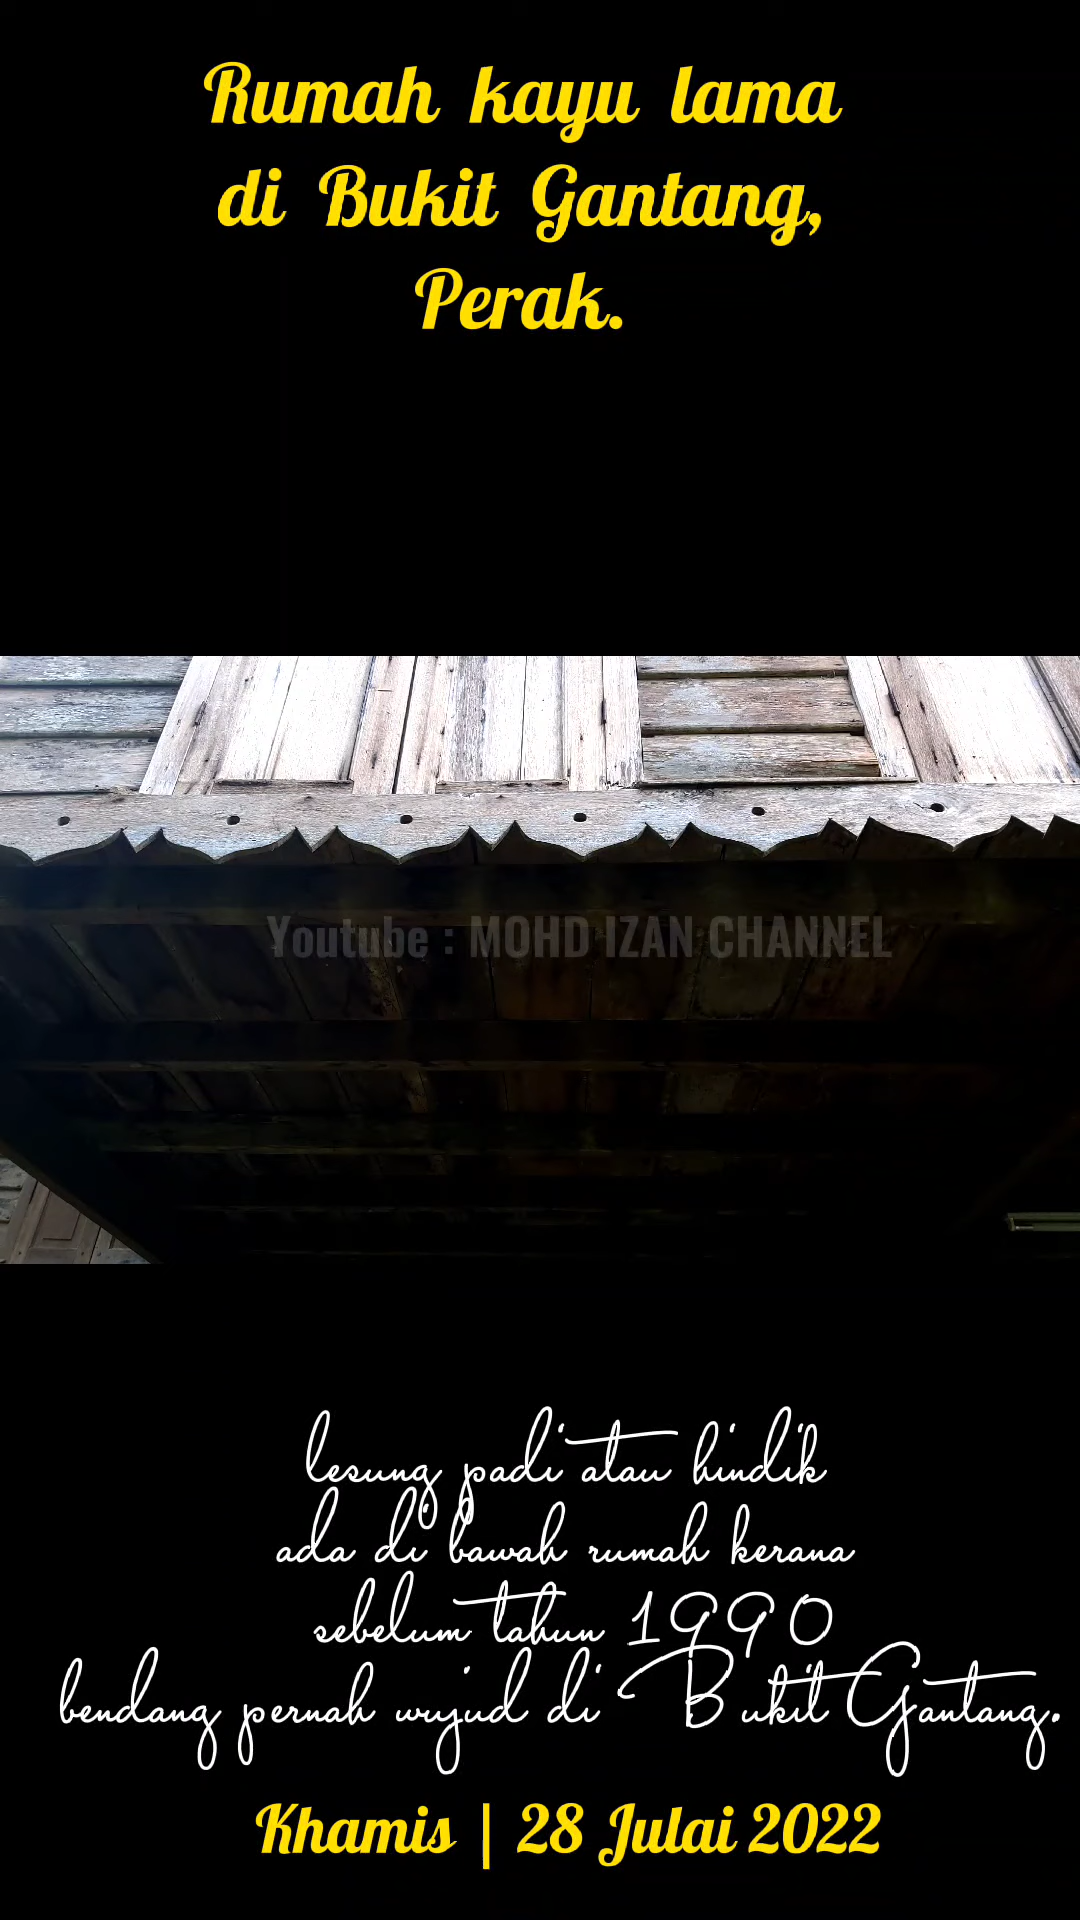 Rumah kayu lama
di Bukit Gantang,
Perak.
Youtube : MOHD IZAN CHANNEL
lesung padi atau hindik
ada di bawah rumah kerana
sebelum tahun 1990
bendang pernah wujud di Bukit Gantang.
Khamis | 28 Julai 2022